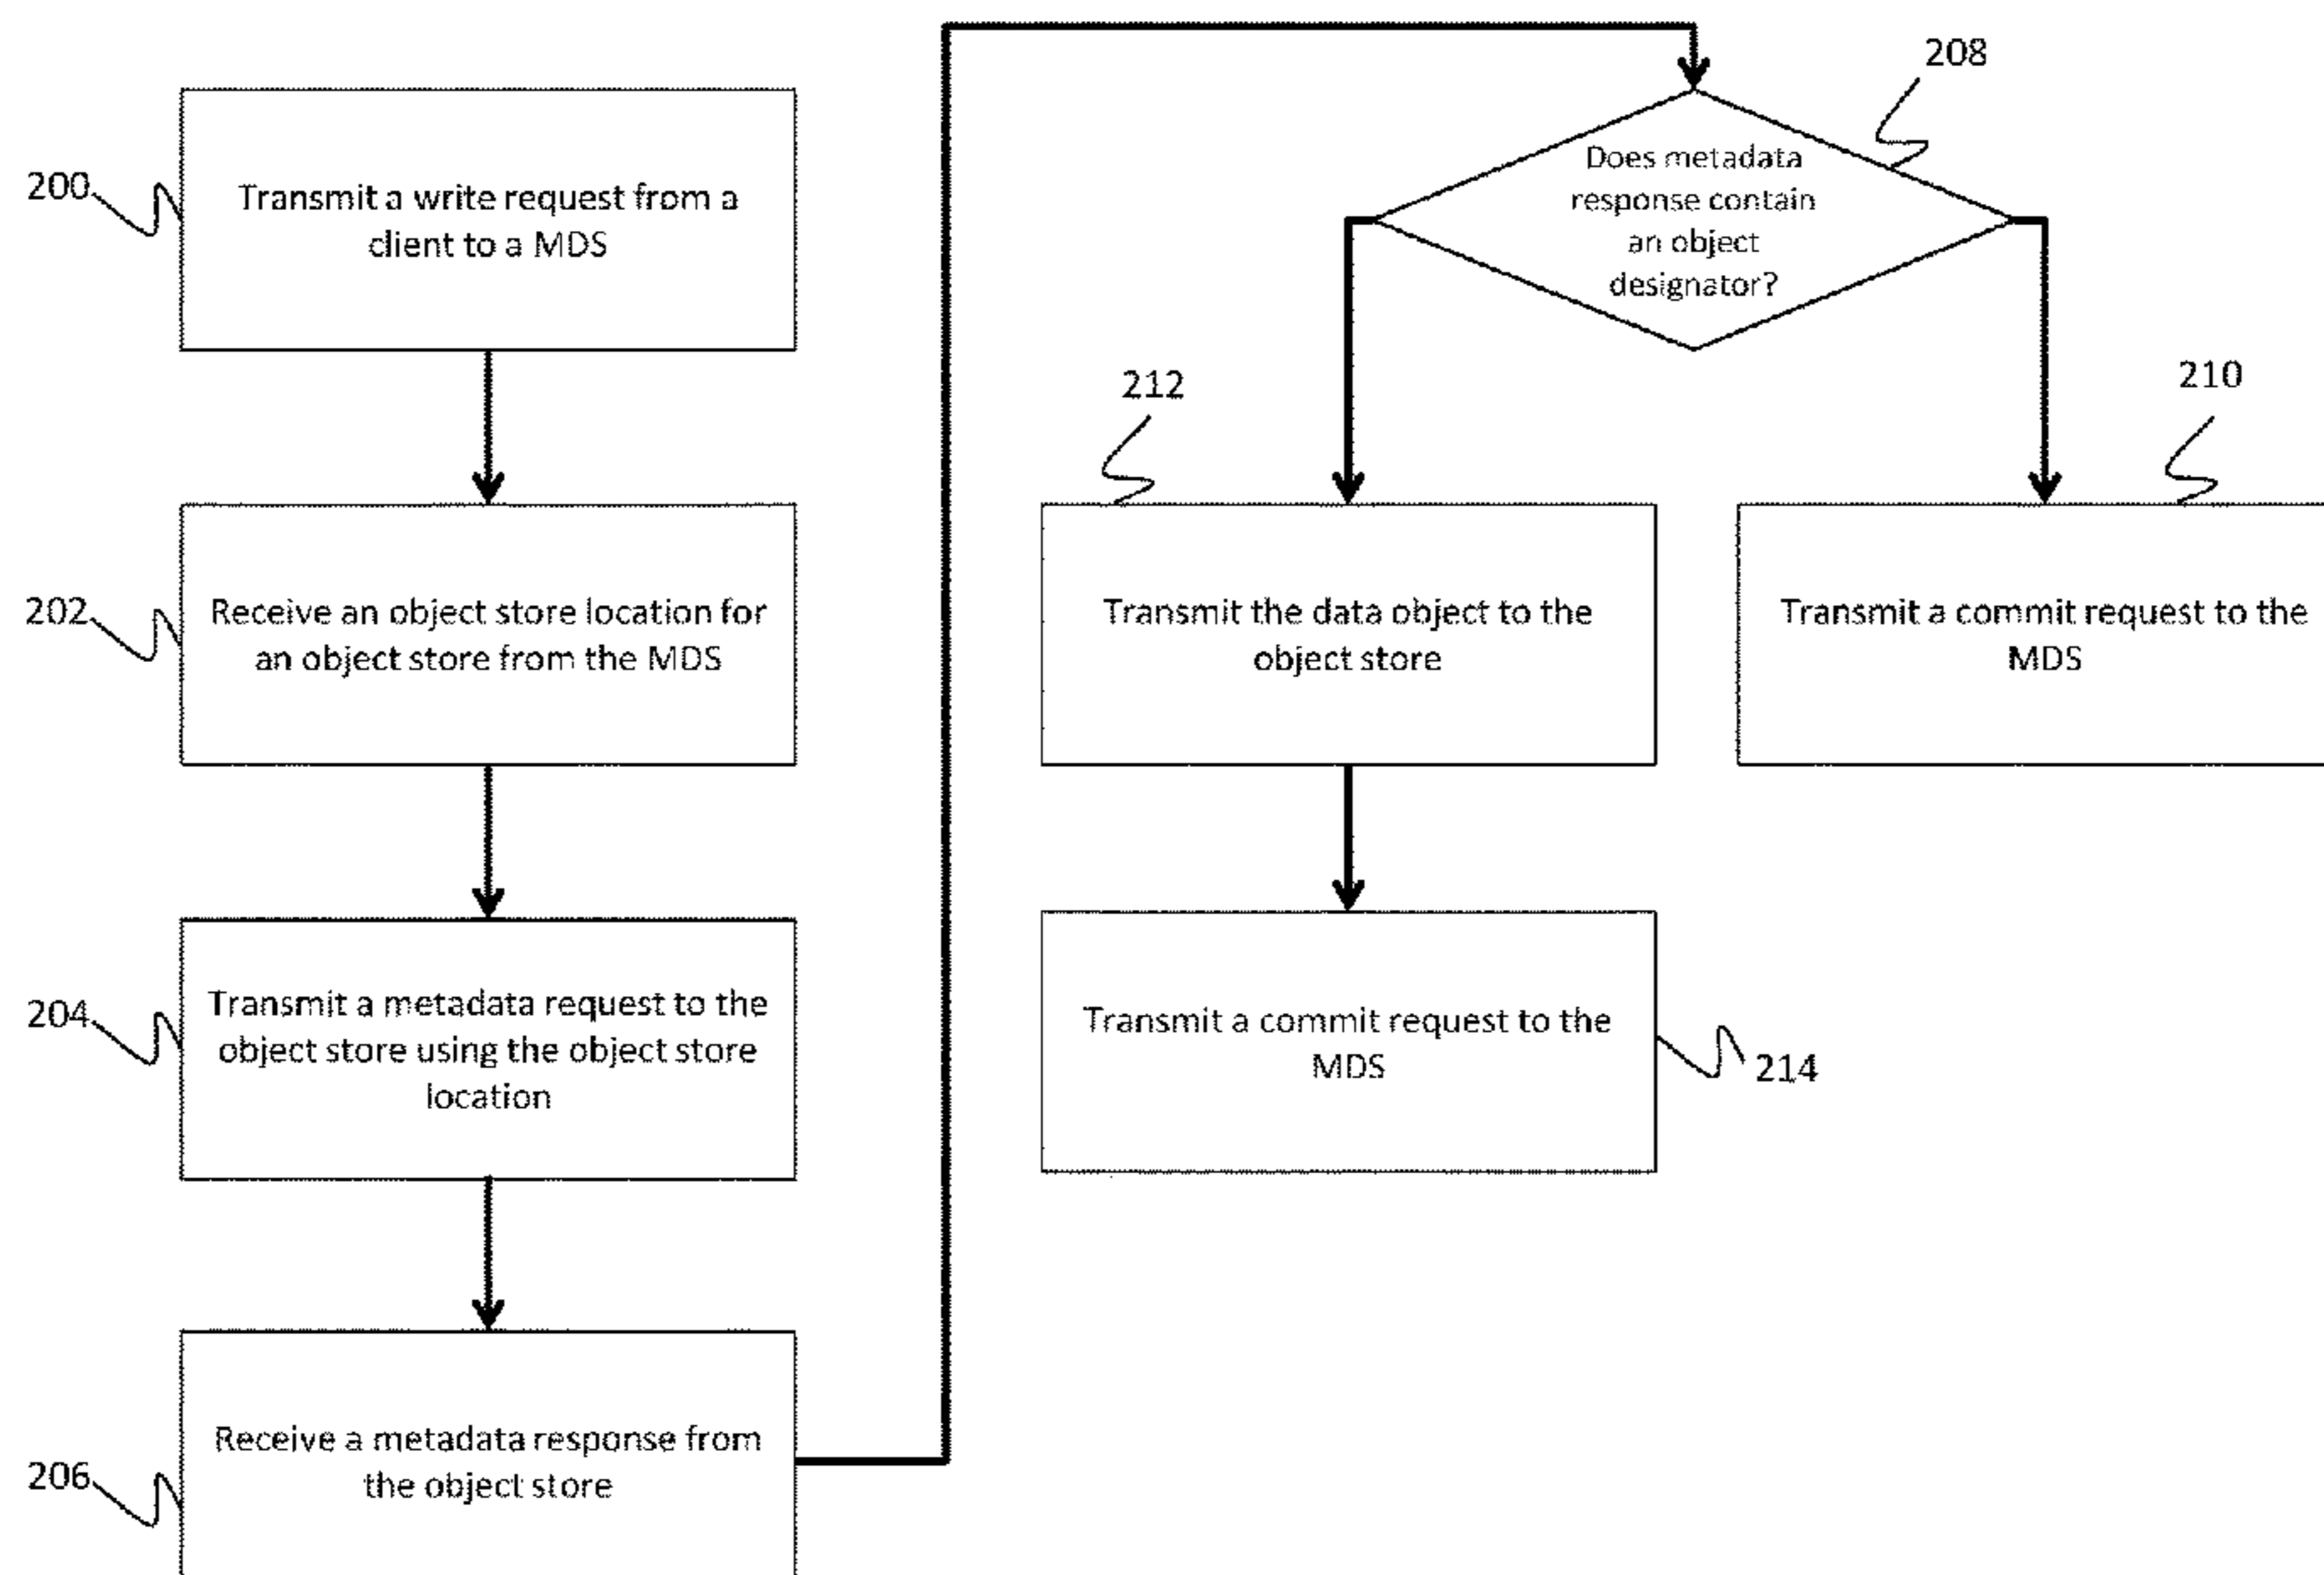 200
Transmit a write request from a
client to a MDS
202
Receive an object store location for
an object store from the MDS
204
Transmit a metadata request to the
object store using the object store
location
206
Receive a metadata response from
the object store
208
Does metadata
response contain
an object
designator?
212
Transmit the data object to the
object store
210
Transmit a commit request to the
MDS
Transmit a commit request to the
MDS
214